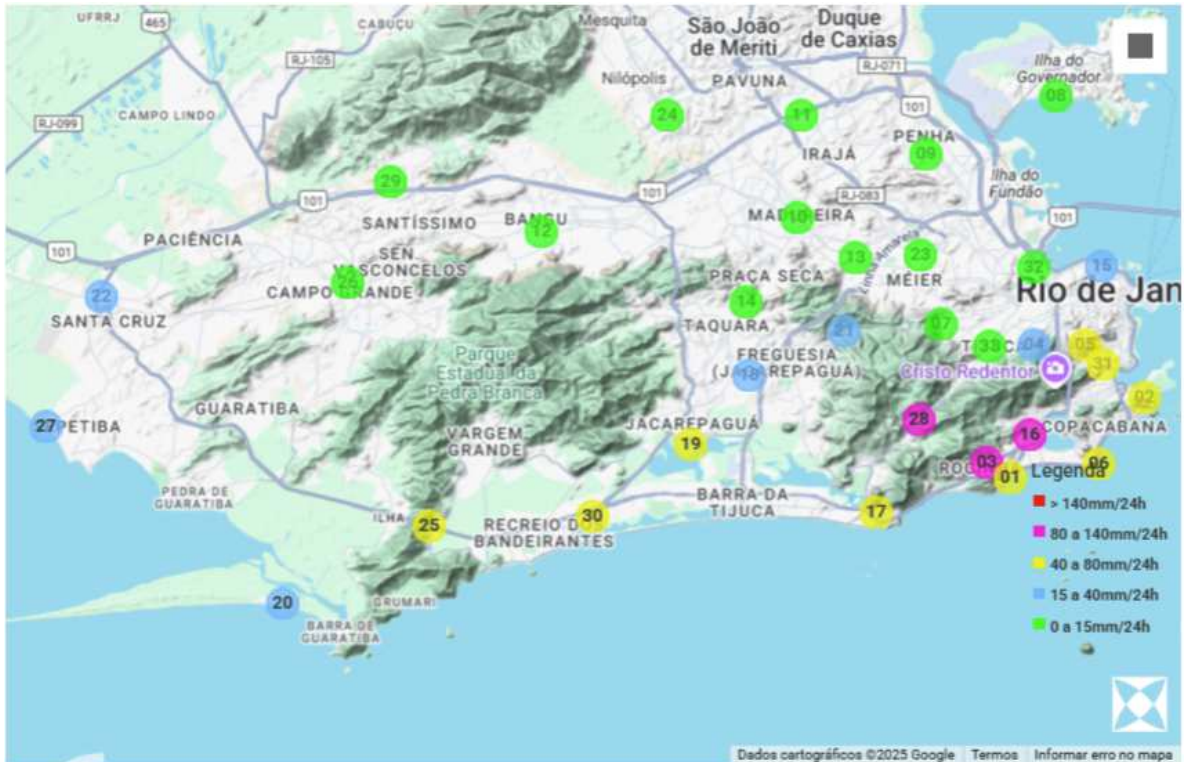 UFRRJ
465
CABUÇU
Mesquita
São João
de Meriti
Duque
de Caxias
RJ-105
RJ-071
Nilópolis
PAVUNA
Ilha do
Governador
08
CAMPO LINDO
RJ-099
24
11
101
PENHA
09
IRAJÁ
Ilha do
Fundão
29
101
101
RJ-083
SANTÍSSIMO
BANGU
12
MADUREIRA
10
101
PACIÊNCIA
101
SEN
VASCONCELOS
CAMPO GRANDE
13
Linha Amarela
23
MÉIER
32
15
PRAÇA SECA
14
22
SANTA CRUZ
Rio de Jan
TAQUARA
21
07
33
04
05
Parque
Estadual da
Pedra Branca
FREGUESIA
(JACAREPAGUÁ)
18
Cristo Redentor
31
02
GUARATIBA
27
JACAREPAGUÁ
19
28
16
COPACABANA
VARGEM
GRANDE
03
01
06
Legenda
PEDRA DE
GUARATIBA
BARRA DA
TIJUCA
17
> 140mm/24h
80 a 140mm/24h
40 a 80mm/24h
15 a 40mm/24h
0 a 15mm/24h
ILHA
25
30
RECREIO DOS
BANDEIRANTES
20
GRUMARI
BARRA DE
GUARATIBA
Dados cartográficos ©2025 Google
Termos
Informar erro no mapa